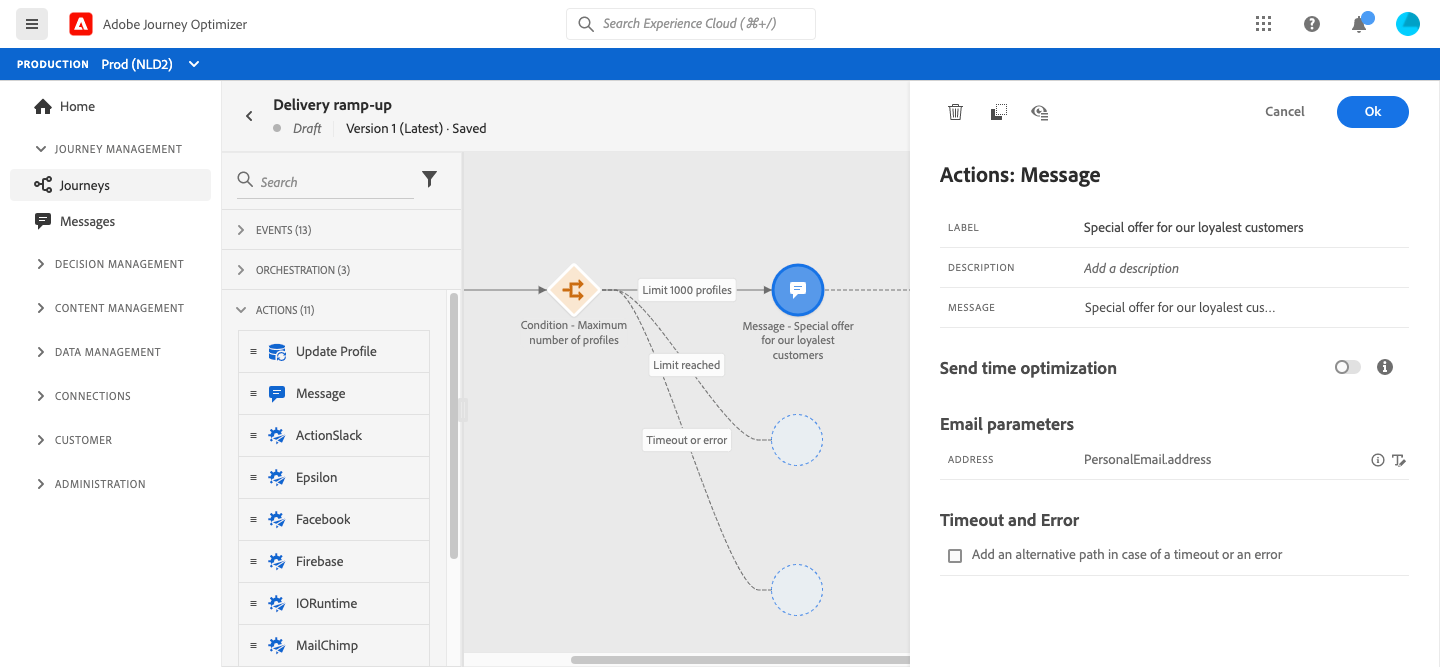 Adobe Journey Optimizer
Search Experience Cloud (⌘+/)
PRODUCTION Prod (NLD2)
Home
JOURNEY MANAGEMENT
Journeys
Messages
DECISION MANAGEMENT
CONTENT MANAGEMENT
DATA MANAGEMENT
CONNECTIONS
CUSTOMER
ADMINISTRATION
Delivery ramp-up
Draft Version 1 (Latest) · Saved
Search
EVENTS (13)
ORCHESTRATION (3)
ACTIONS (11)
Update Profile
Message
ActionSlack
Epsilon
Facebook
Firebase
IORuntime
MailChimp
Condition - Maximum
number of profiles
Limit 1000 profiles
Limit reached
Timeout or error
Message - Special offer
for our loyalest
customers
Cancel
Ok
Actions: Message
LABEL Special offer for our loyalest customers
DESCRIPTION Add a description
MESSAGE Special offer for our loyalest cus…
Send time optimization
Email parameters
ADDRESS PersonalEmail.address
Timeout and Error
Add an alternative path in case of a timeout or an error